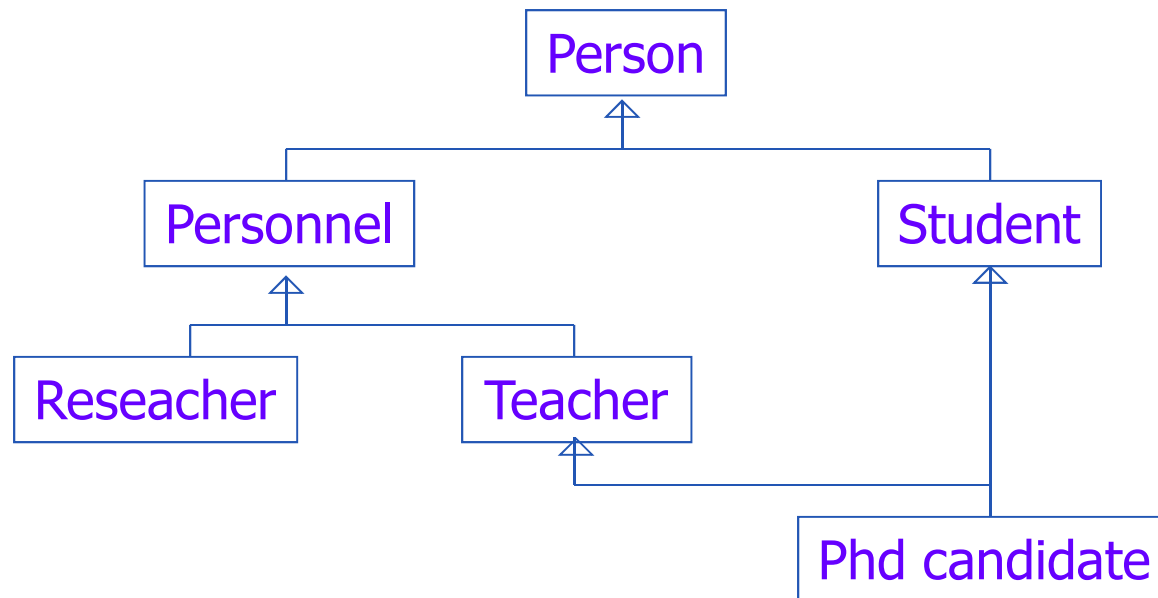 Person
Personnel
Student
Reseacher
Teacher
Phd candidate